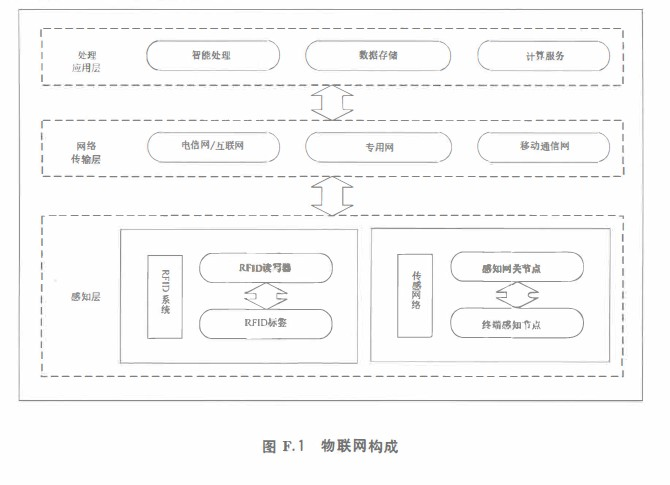 处理
应用层
智能处理
数据存储
计算服务
网络
传输层
电信网/互联网
专用网
移动通信网
感知层
RFID系统
RFID读写器
RFID标签
传感网络
感知网关节点
终端感知节点
图 F.1 物联网构成